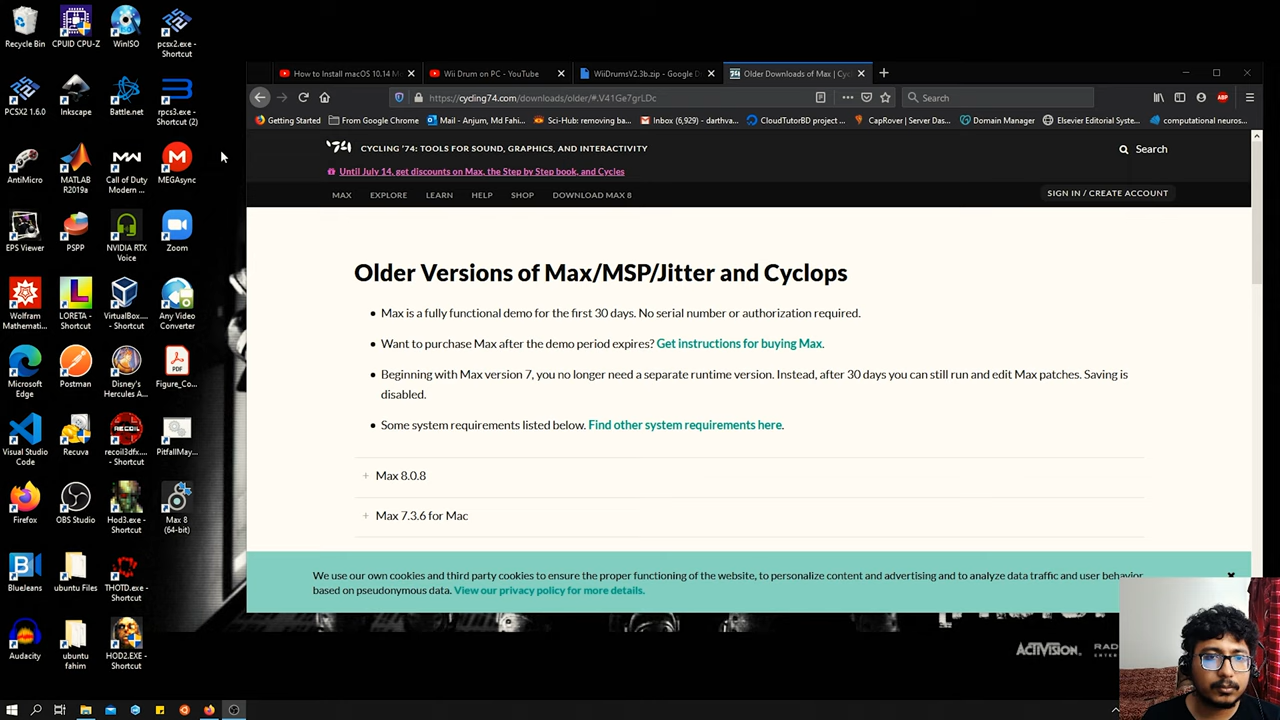 Recycle Bin
CPUID CPU-Z
WinISO
pcsx2.exe -
Shortcut
PCSX2 1.6.0
Inkscape
Battle.net
rpcs3.exe -
Shortcut (2)
AntiMicro
MATLAB
R2019a
Call of Duty
Modern ...
MEGAsync
EPS Viewer
PSPP
NVIDIA RTX
Voice
Zoom
Wolfram
Mathemati...
LORETA -
Shortcut
VirtualBox....
- Shortcut
Any Video
Converter
Microsoft
Edge
Postman
Disney's
Hercules A...
PDF
Figure_Co...
Visual Studio
Code
Recuva
RECOIL
recoil3dfx....
- Shortcut
PitfallMay...
Firefox
OBS Studio
Hod3.exe -
Shortcut
Max 8
(64-bit)
BlueJeans
ubuntu Files
THOTD.exe -
Shortcut
Audacity
ubuntu
fahim
HOD2.EXE -
Shortcut
How to Install macOS 10.14 M
Wii Drum on PC - YouTube
WiiDrumsV2.3b.zip - Google D
Older Downloads of Max | Cyc
https://cycling74.com/downloads/older/#.V41Ge7grLDc
Search
Getting Started
From Google Chrome
Mail - Anjum, Md Fahi...
Sci-Hub: removing ba...
Inbox (6,929) - darthva...
CloudTutorBD project ...
CapRover | Server Das...
Domain Manager
Elsevier Editorial Syste...
computational neuros...
'74 CYCLING '74: TOOLS FOR SOUND, GRAPHICS, AND INTERACTIVITY
Search
Until July 14, get discounts on Max, the Step by Step book, and Cycles
MAX EXPLORE LEARN HELP SHOP DOWNLOAD MAX 8
SIGN IN / CREATE ACCOUNT
Older Versions of Max/MSP/Jitter and Cyclops
Max is a fully functional demo for the first 30 days. No serial number or authorization required.
Want to purchase Max after the demo period expires? Get instructions for buying Max.
Beginning with Max version 7, you no longer need a separate runtime version. Instead, after 30 days you can still run and edit Max patches. Saving is
disabled.
Some system requirements listed below. Find other system requirements here.
+ Max 8.0.8
+ Max 7.3.6 for Mac
We use our own cookies and third party cookies to ensure the proper functioning of the website, to personalize content and advertising and to analyze data traffic and user behavior
based on pseudonymous data. View our privacy policy for more details.
ACTIVISION.